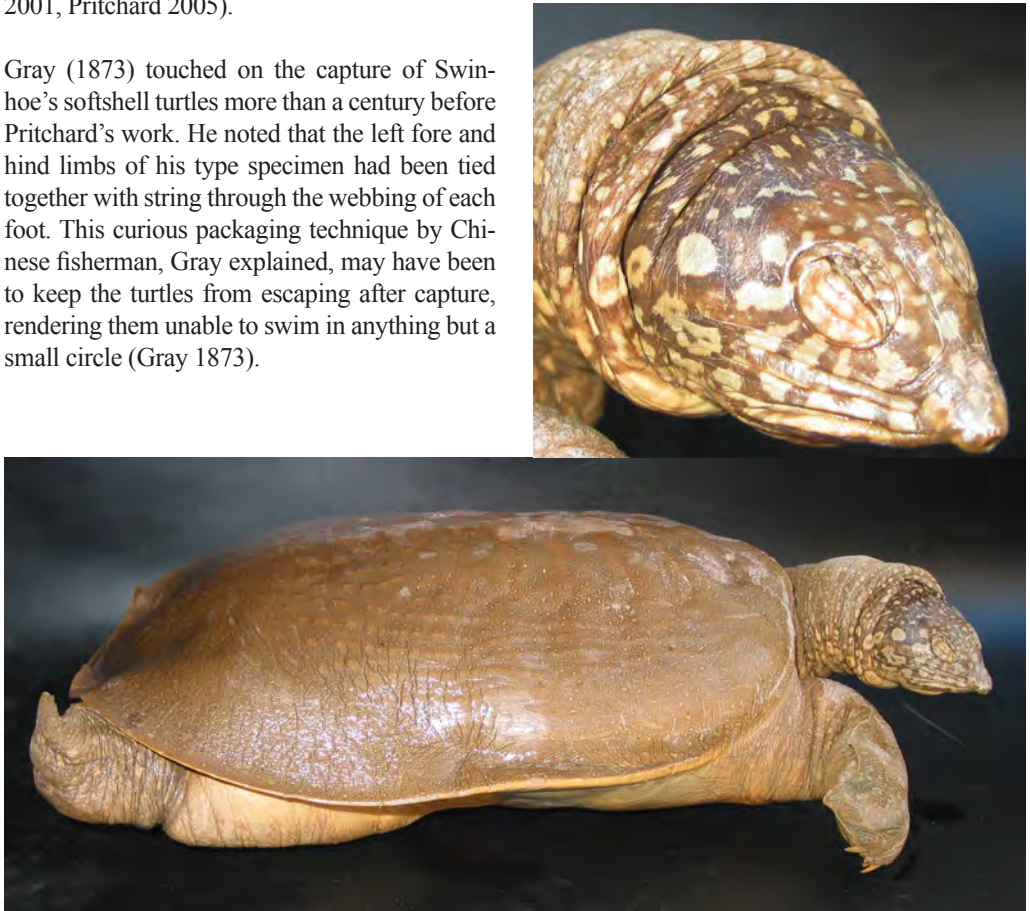 2001, Pritchard 2005).
Gray (1873) touched on the capture of Swin-
hoe’s softshell turtles more than a century before
Pritchard’s work. He noted that the left fore and
hind limbs of his type specimen had been tied
together with string through the webbing of each
foot. This curious packaging technique by Chi-
nese fisherman, Gray explained, may have been
to keep the turtles from escaping after capture,
rendering them unable to swim in anything but a
small circle (Gray 1873).